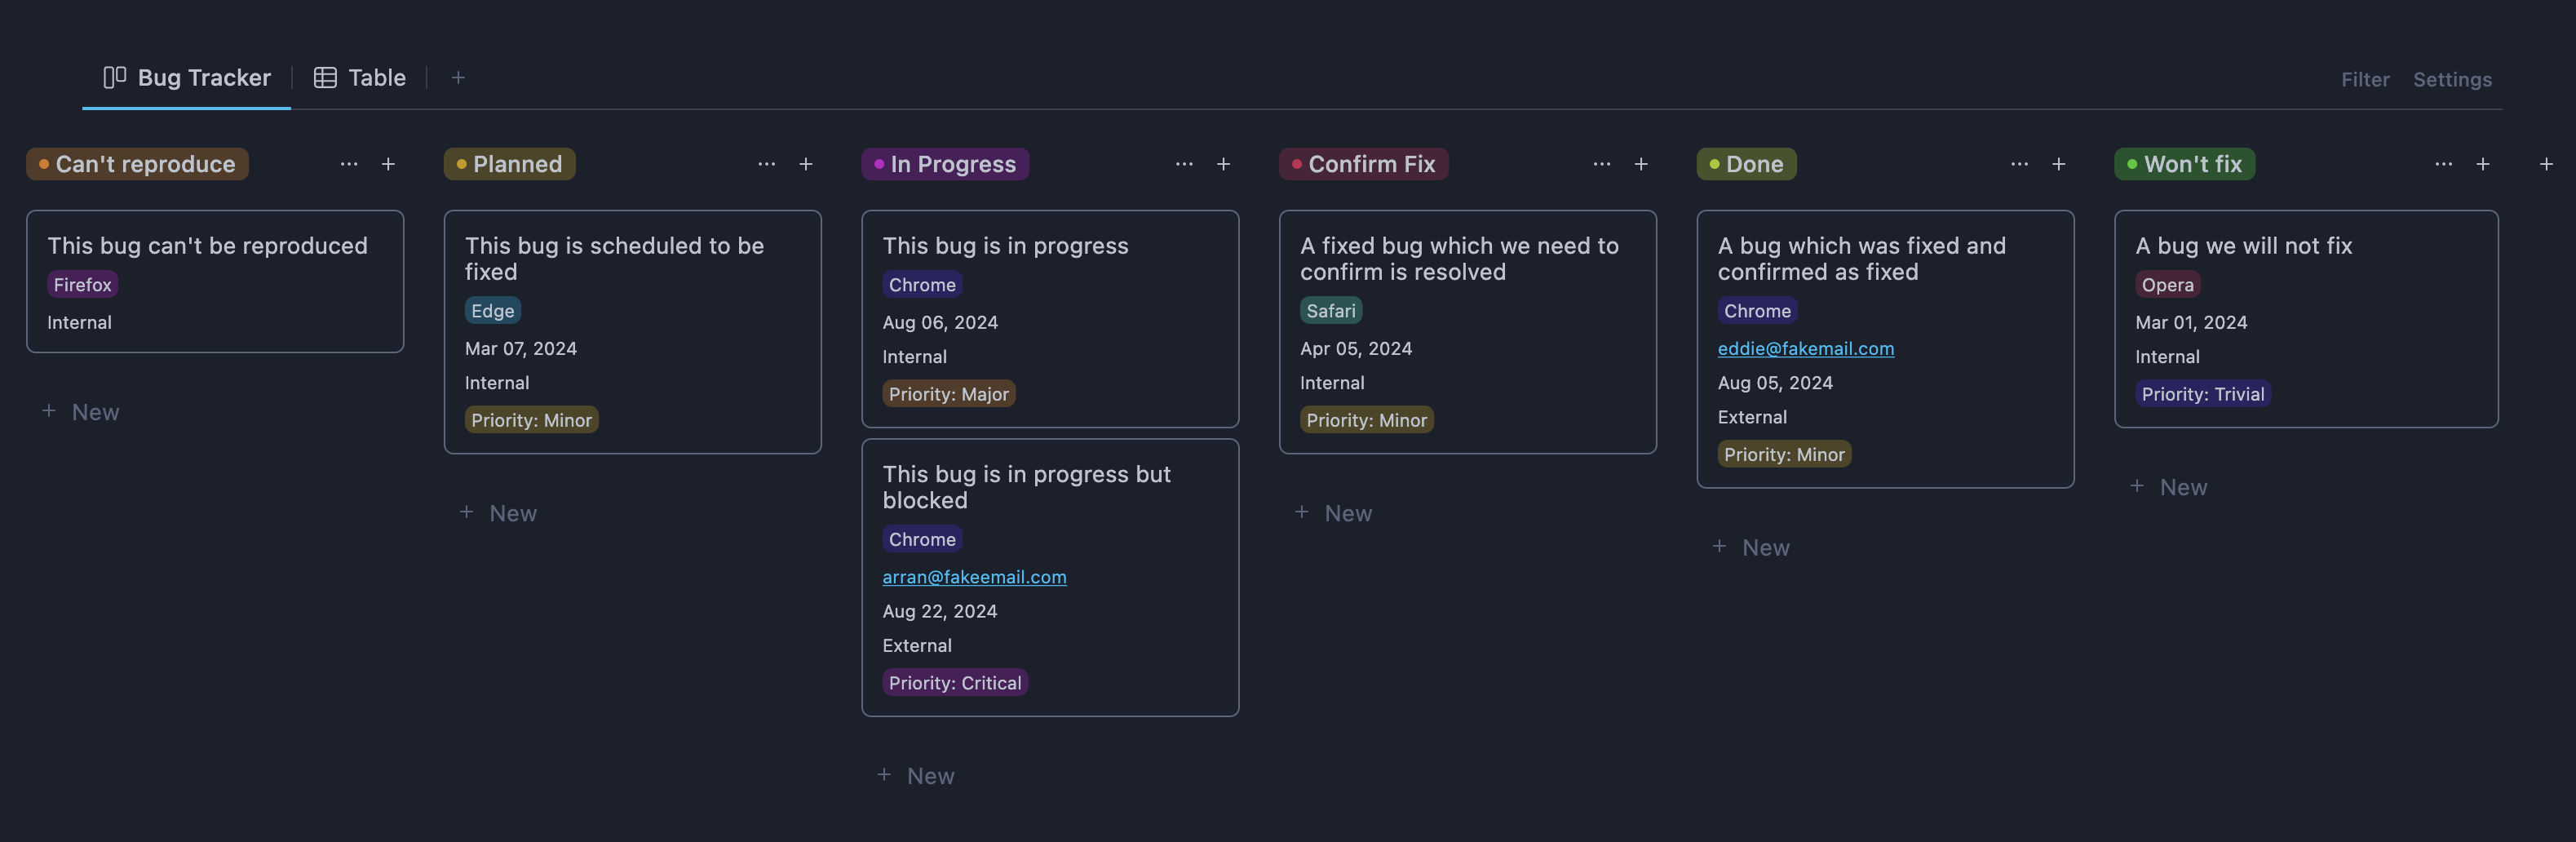 Bug Tracker
Table
Filter
Settings
Can't reproduce
This bug can't be reproduced
Firefox
Internal
New
Planned
This bug is scheduled to be
fixed
Edge
Mar 07, 2024
Internal
Priority: Minor
New
In Progress
This bug is in progress
Chrome
Aug 06, 2024
Internal
Priority: Major
This bug is in progress but
blocked
Chrome
arran@fakeemail.com
Aug 22, 2024
External
Priority: Critical
New
Confirm Fix
A fixed bug which we need to
confirm is resolved
Safari
Apr 05, 2024
Internal
Priority: Minor
New
Done
A bug which was fixed and
confirmed as fixed
Chrome
eddie@fakemail.com
Aug 05, 2024
External
Priority: Minor
New
Won't fix
A bug we will not fix
Opera
Mar 01, 2024
Internal
Priority: Trivial
New